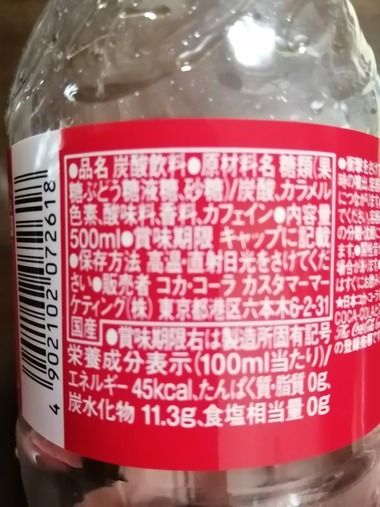 ●品名 炭酸飲料●原材料名 糖類(果
糖ぶどう糖液糖、砂糖)/炭酸、カラメル
色素、酸味料、香料、カフェイン●内容量
500ml●賞味期限 キャップに記載
●保存方法 高温・直射日光をさけてくだ
さい●販売者 コカ・コーラ カスタマーマー
ケティング(株) 東京都港区六本木6-2-31
国産 ●賞味期限右は製造所固有記号
栄養成分表示(100ml当たり)/
エネルギー 45kcal、たんぱく質・脂質 0g、
炭水化物 11.3g、食塩相当量 0g
4 902102 072618
●衝撃をさけ